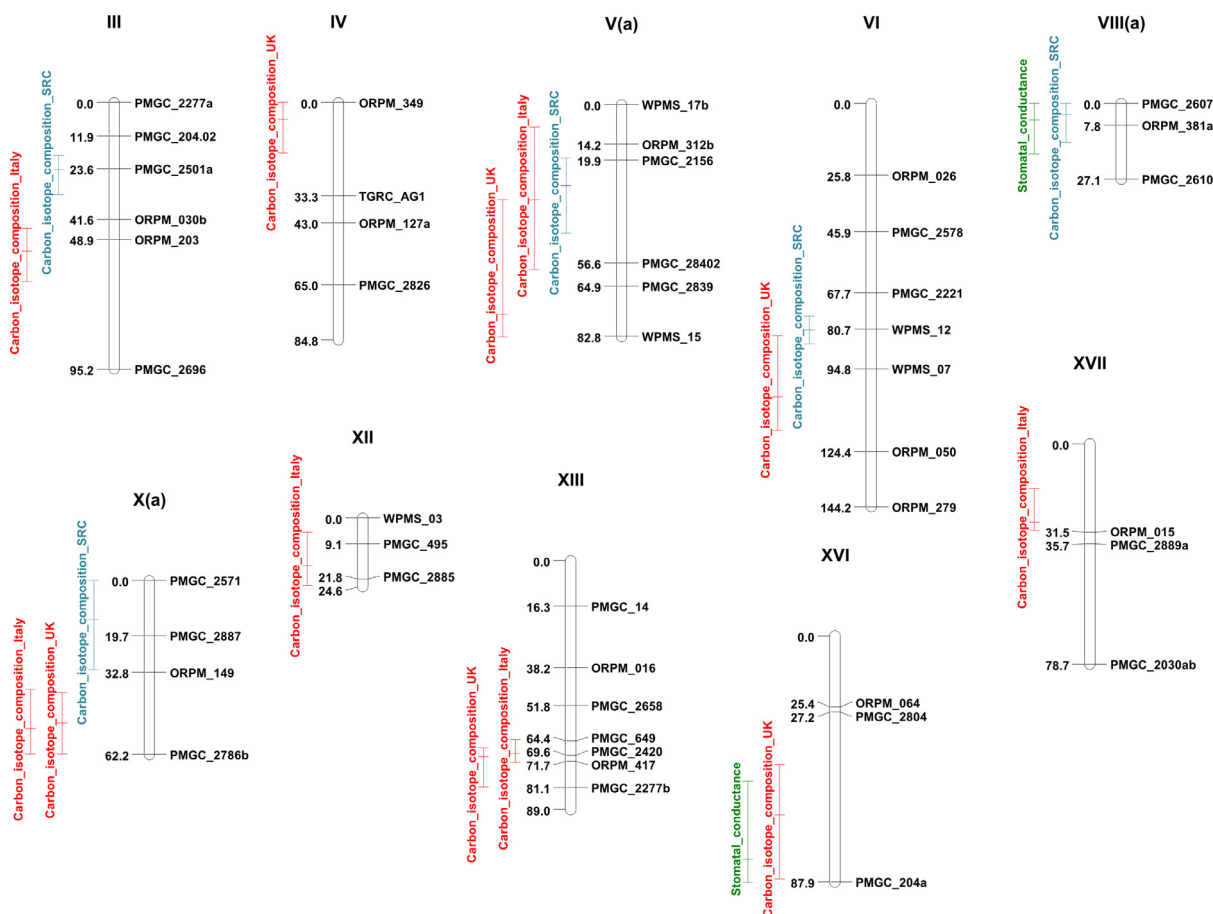 III
Carbon_isotope_composition_Italy
Carbon_isotope_composition_SRC
0.0 PMGC_2277a
11.9 PMGC_204.02
23.6 PMGC_2501a
41.6 ORPM_030b
48.9 ORPM_203
95.2 PMGC_2696
IV
Carbon_isotope_composition_UK
0.0 ORPM_349
33.3 TGRC_AG1
43.0 ORPM_127a
65.0 PMGC_2826
84.8
V(a)
Carbon_isotope_composition_UK
Carbon_isotope_composition_Italy
Carbon_isotope_composition_SRC
0.0 WPMS_17b
14.2 ORPM_312b
19.9 PMGC_2156
56.6 PMGC_28402
64.9 PMGC_2839
82.8 WPMS_15
VI
Carbon_isotope_composition_UK
Carbon_isotope_composition_SRC
0.0
25.8 ORPM_026
45.9 PMGC_2578
67.7 PMGC_2221
80.7 WPMS_12
94.8 WPMS_07
124.4 ORPM_050
144.2 ORPM_279
VIII(a)
Stomatal_conductance
Carbon_isotope_composition_SRC
0.0 PMGC_2607
7.8 ORPM_381a
27.1 PMGC_2610
X(a)
Carbon_isotope_composition_Italy
Carbon_isotope_composition_UK
Carbon_isotope_composition_SRC
0.0 PMGC_2571
19.7 PMGC_2887
32.8 ORPM_149
62.2 PMGC_2786b
XII
Carbon_isotope_composition_Italy
0.0 WPMS_03
9.1 PMGC_495
21.8 PMGC_2885
24.6
XIII
Carbon_isotope_composition_UK
Carbon_isotope_composition_Italy
0.0
16.3 PMGC_14
38.2 ORPM_016
51.8 PMGC_2658
64.4 PMGC_649
69.6 PMGC_2420
71.7 ORPM_417
81.1 PMGC_2277b
89.0
XVI
Stomatal_conductance
Carbon_isotope_composition_UK
0.0
25.4 ORPM_064
27.2 PMGC_2804
87.9 PMGC_204a
XVII
Carbon_isotope_composition_Italy
0.0
31.5 ORPM_015
35.7 PMGC_2889a
78.7 PMGC_2030ab